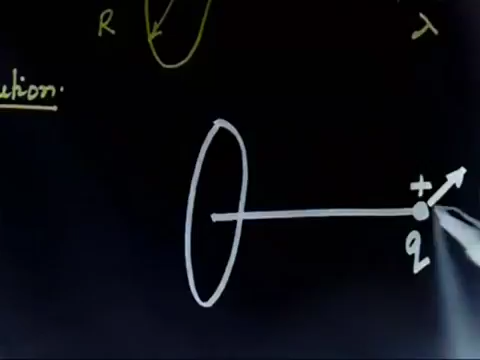 R λ
ution.
+
q